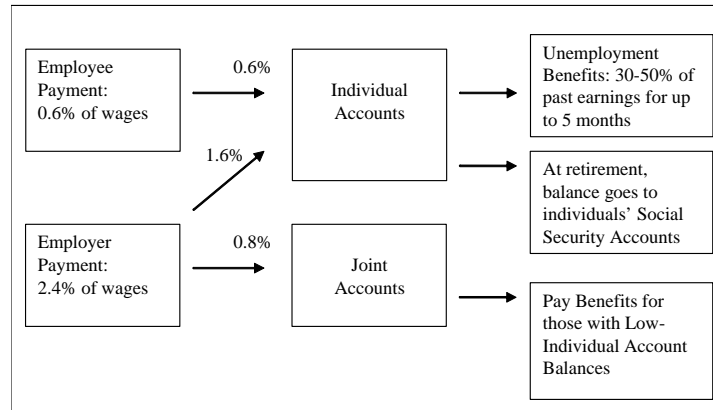 Employee
Payment:
0.6% of wages
0.6%
Individual
Accounts
Unemployment
Benefits: 30-50% of
past earnings for up
to 5 months
1.6%
At retirement,
balance goes to
individuals’ Social
Security Accounts
Employer
Payment:
2.4% of wages
0.8%
Joint
Accounts
Pay Benefits for
those with Low-
Individual Account
Balances